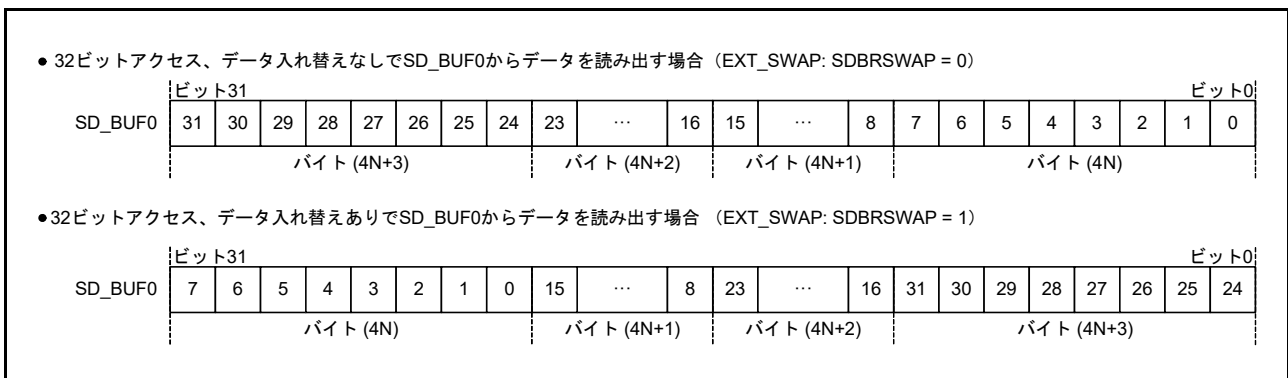 ● 32ビットアクセス、データ入れ替えなしでSD_BUF0からデータを読み出す場合（EXT_SWAP: SDBRSWAP = 0）
ビット31 ビット0
SD_BUF0 31 30 29 28 27 26 25 24 23 … 16 15 … 8 7 6 5 4 3 2 1 0
バイト (4N+3) バイト (4N+2) バイト (4N+1) バイト (4N)
●32ビットアクセス、データ入れ替えありでSD_BUF0からデータを読み出す場合 （EXT_SWAP: SDBRSWAP = 1）
ビット31 ビット0
SD_BUF0 7 6 5 4 3 2 1 0 15 … 8 23 … 16 31 30 29 28 27 26 25 24
バイト (4N) バイト (4N+1) バイト (4N+2) バイト (4N+3)